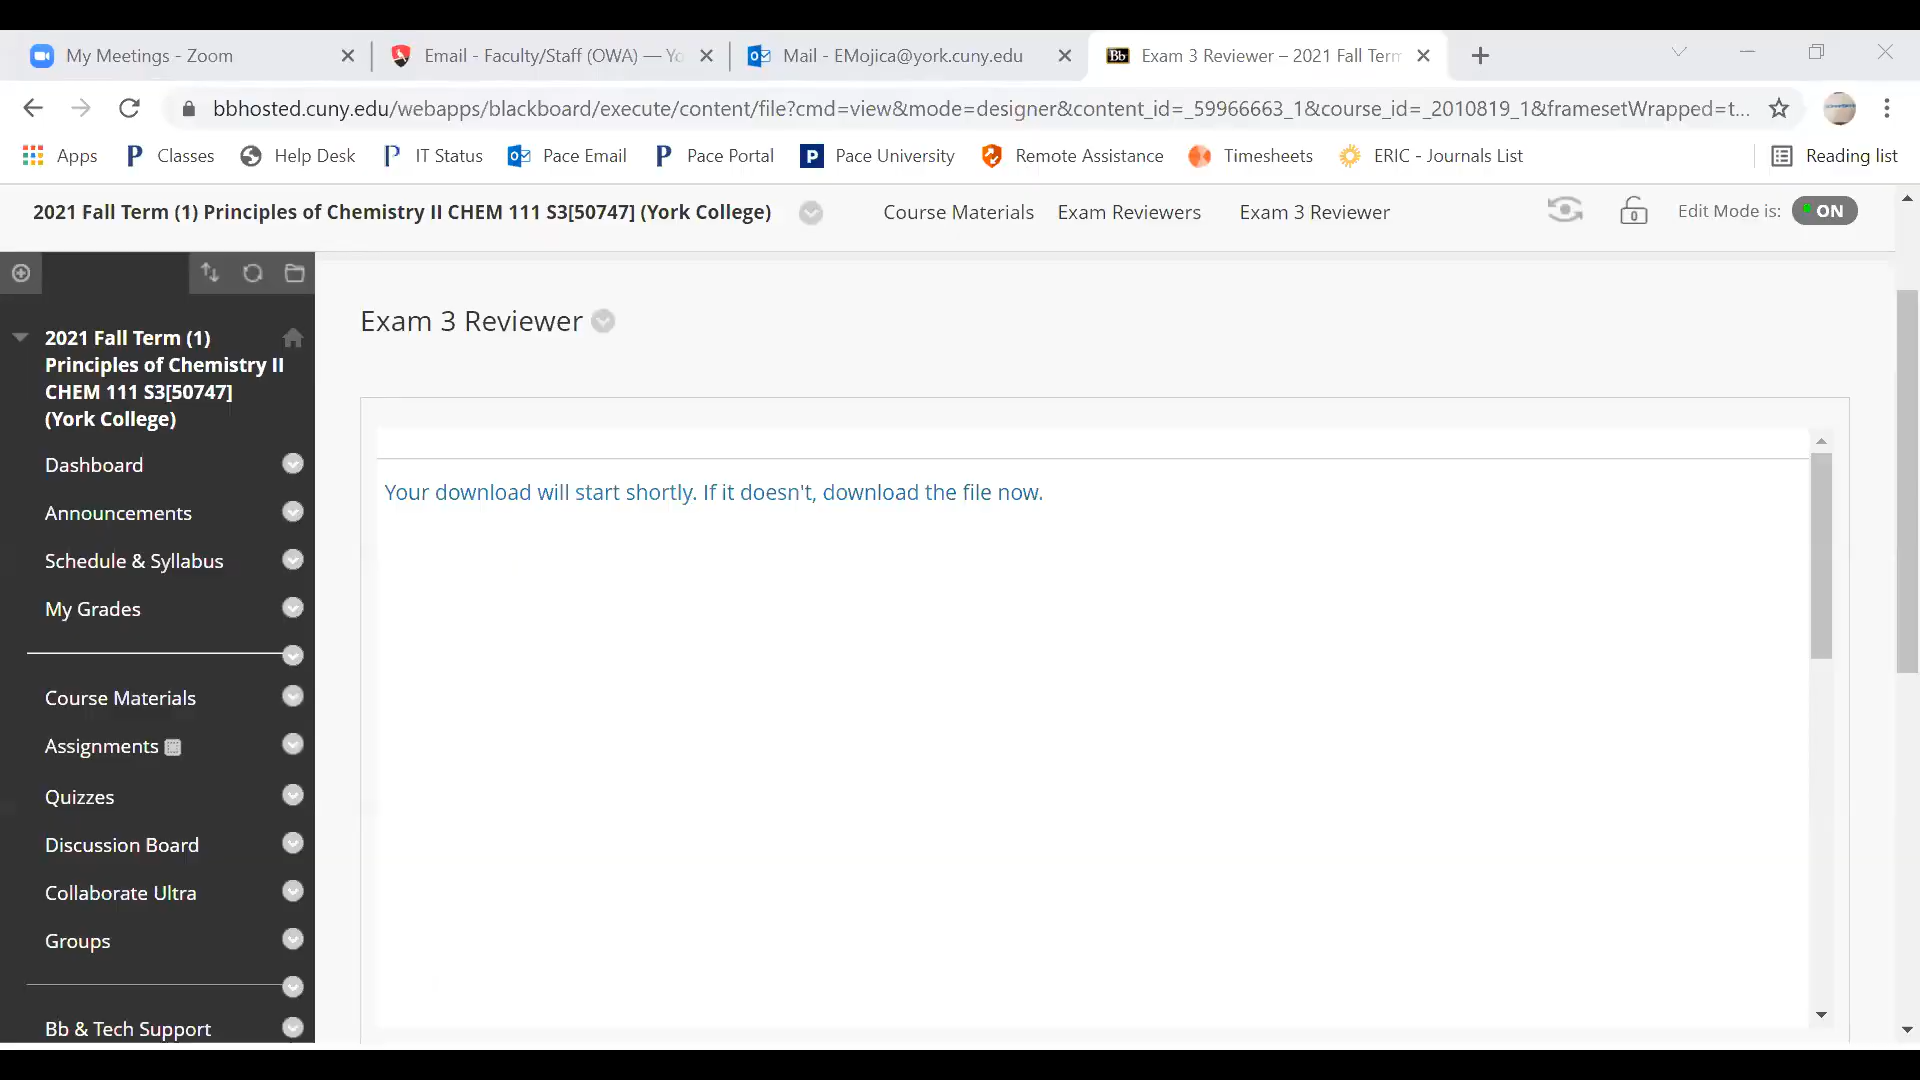 My Meetings - Zoom
Email - Faculty/Staff (OWA) — Yo
Mail - EMojica@york.cuny.edu
Bb Exam 3 Reviewer – 2021 Fall Term
bbhosted.cuny.edu/webapps/blackboard/execute/content/file?cmd=view&mode=designer&content_id=_59966663_1&course_id=_2010819_1&framesetWrapped=t...
Apps
Classes
Help Desk
IT Status
Pace Email
Pace Portal
Pace University
Remote Assistance
Timesheets
ERIC - Journals List
Reading list
2021 Fall Term (1) Principles of Chemistry II CHEM 111 S3[50747] (York College)
Course Materials
Exam Reviewers
Exam 3 Reviewer
Edit Mode is:
ON
2021 Fall Term (1)
Principles of Chemistry II
CHEM 111 S3[50747]
(York College)
Dashboard
Announcements
Schedule & Syllabus
My Grades
Course Materials
Assignments
Quizzes
Discussion Board
Collaborate Ultra
Groups
Bb & Tech Support
Exam 3 Reviewer
Your download will start shortly. If it doesn't, download the file now.